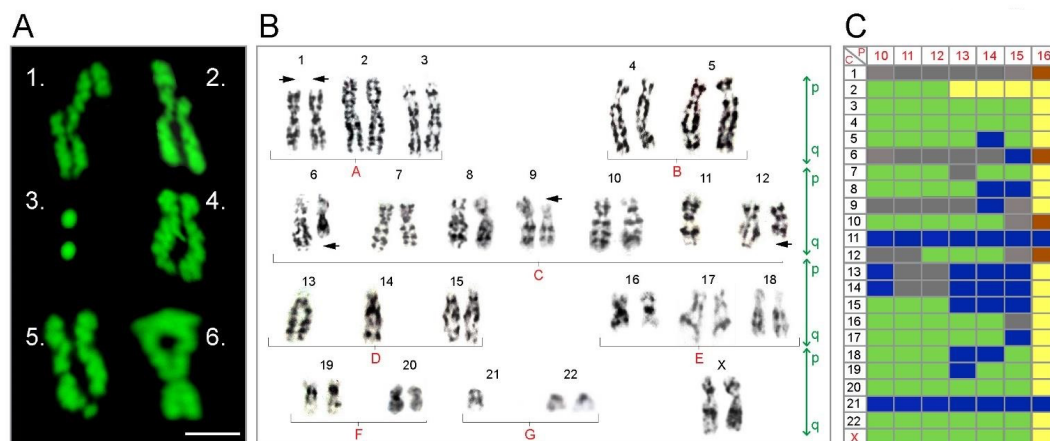 A B C
1. 2.
3. 4.
5. 6.
1 2 3 4 5
p
q
A B
6 7 8 9 10 11 12
p
q
C
13 14 15 16 17 18
p
q
D E
19 20 21 22 X
p
q
F G
C P 10 11 12 13 14 15 16
1
2
3
4
5
6
7
8
9
10
11
12
13
14
15
16
17
18
19
20
21
22
X